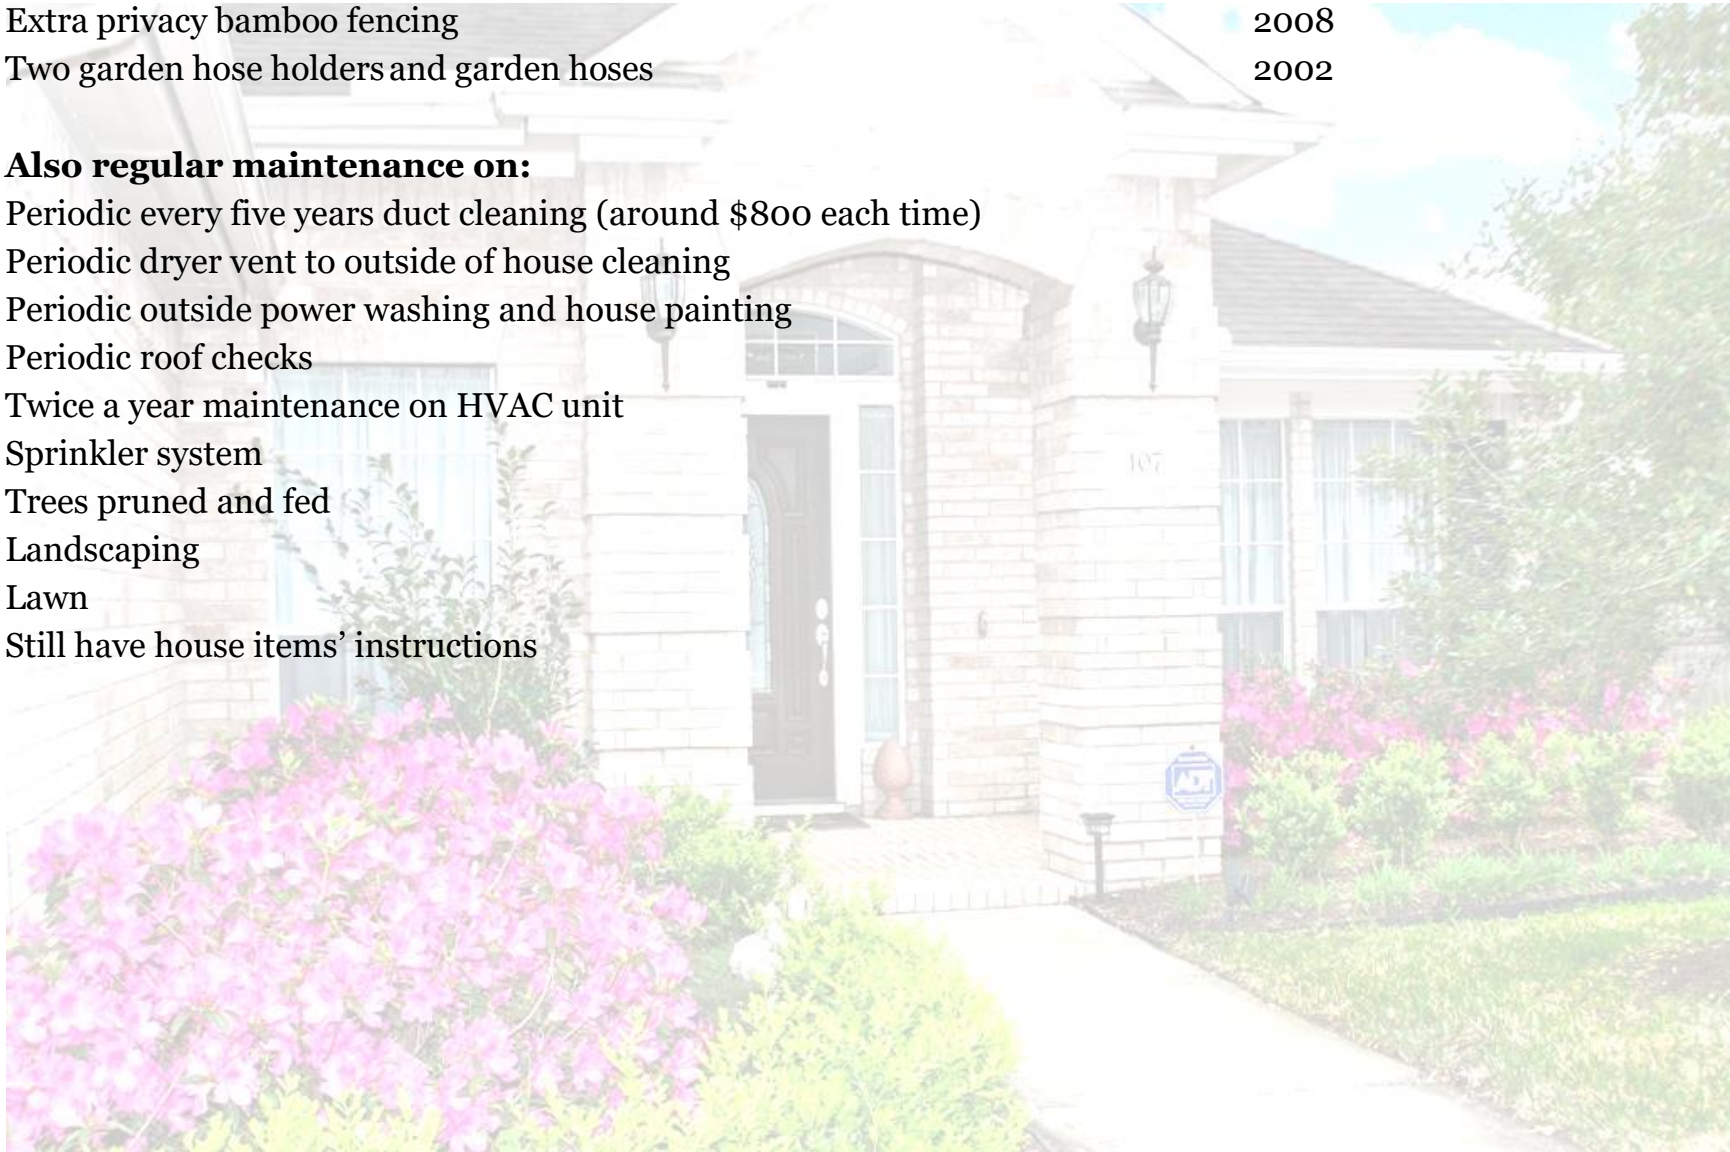 Extra privacy bamboo fencing 2008
Two garden hose holders and garden hoses 2002
Also regular maintenance on:
Periodic every five years duct cleaning (around $800 each time)
Periodic dryer vent to outside of house cleaning
Periodic outside power washing and house painting
Periodic roof checks
Twice a year maintenance on HVAC unit
Sprinkler system
Trees pruned and fed
Landscaping
Lawn
Still have house items’ instructions
107
ADT